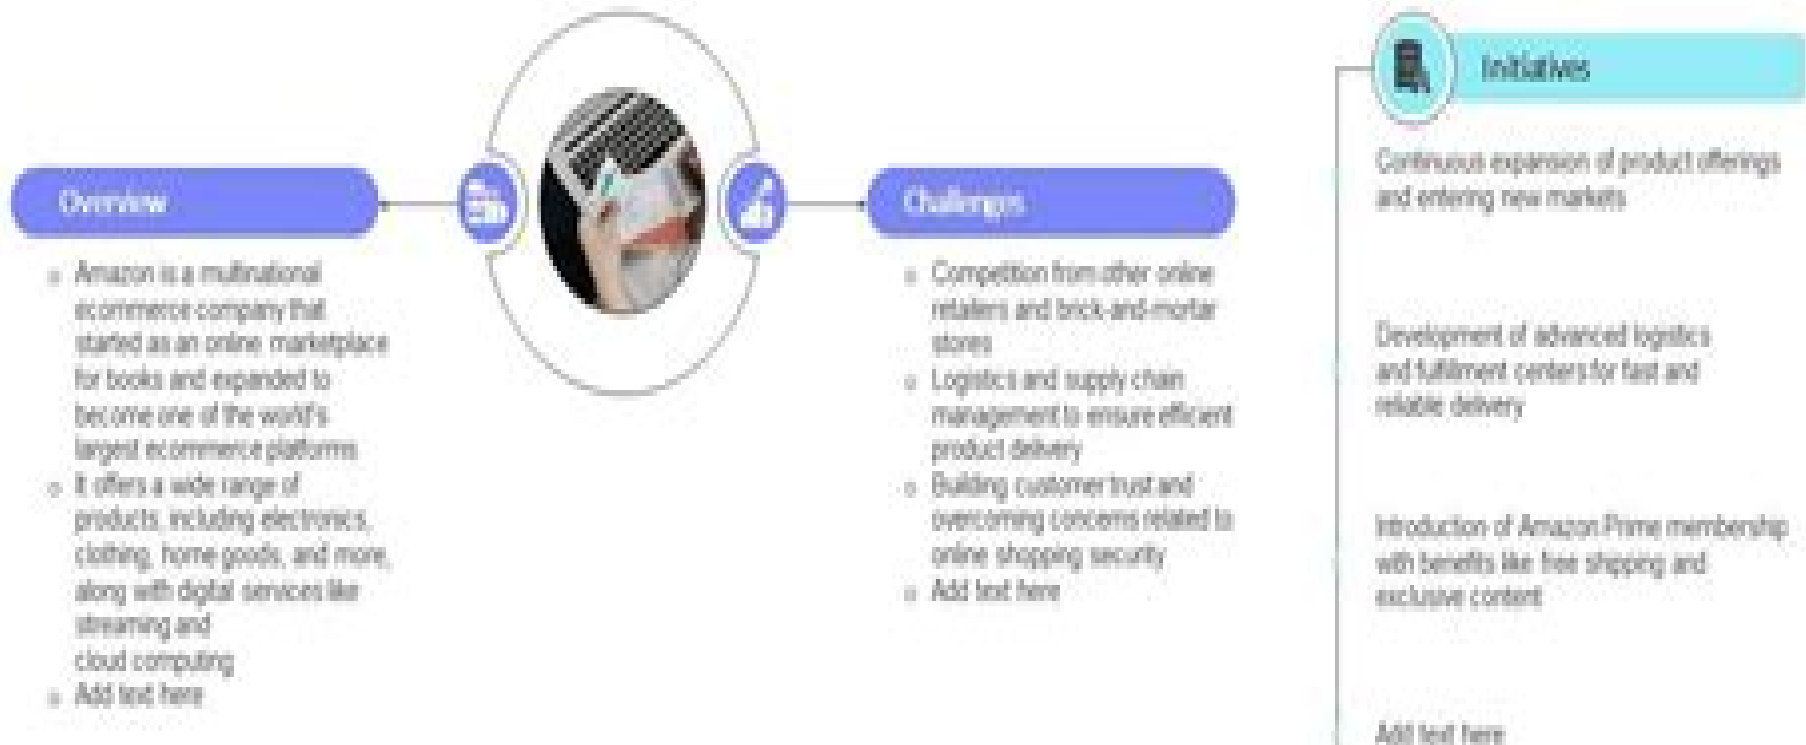 Overview
Amazon is a multinational
ecommerce company that
started as an online marketplace
for books and expanded to
become one of the world's
largest ecommerce platforms
It offers a wide range of
products, including electronics,
clothing, home goods, and more,
along with digital services like
streaming and
cloud computing
Add text here
Challenges
Competition from other online
retailers and brick-and-mortar
stores
Logistics and supply chain
management to ensure efficient
product delivery
Building customer trust and
overcoming concerns related to
online shopping security
Add text here
Initiatives
Continuous expansion of product offerings
and entering new markets
Development of advanced logistics
and fulfillment centers for fast and
reliable delivery
Introduction of Amazon Prime membership
with benefits like free shipping and
exclusive content
Add text here